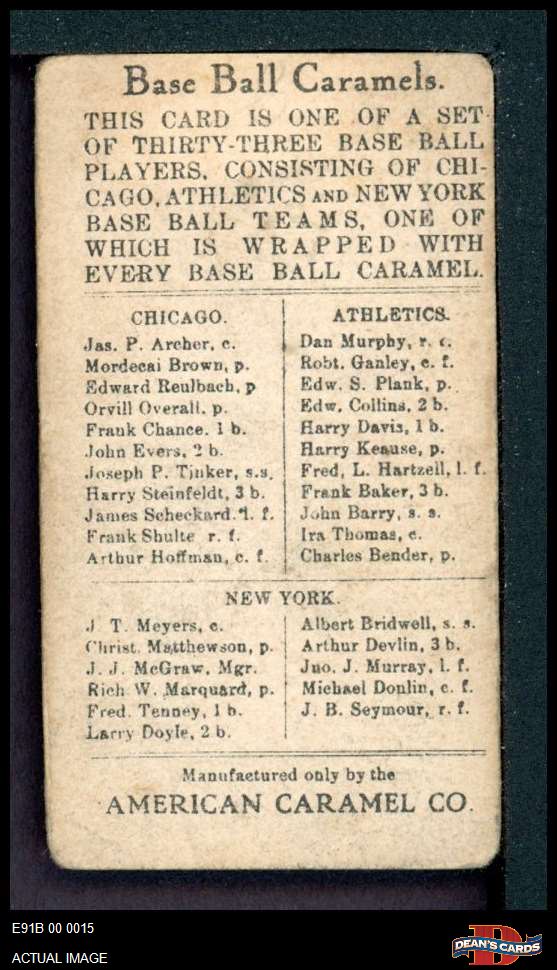 Base Ball Caramels.
THIS CARD IS ONE OF A SET
OF THIRTY-THREE BASE BALL
PLAYERS, CONSISTING OF CHI-
CAGO, ATHLETICS AND NEW YORK
BASE BALL TEAMS, ONE OF
WHICH IS WRAPPED WITH
EVERY BASE BALL CARAMEL.
CHICAGO.
Jas. P. Archer, c.
Mordecai Brown, p.
Edward Reulbach, p
Orvill Overall, p.
Frank Chance, 1 b.
John Evers, 2 b.
Joseph P. Tinker, s.s.
Harry Steinfeldt, 3 b.
James Scheckard, l. f.
Frank Shulte r. f.
Arthur Hoffman, c. f.
ATHLETICS.
Dan Murphy, r. f.
Robt. Ganley, c. f.
Edw. S. Plank, p.
Edw. Collins, 2 b.
Harry Davis, 1 b.
Harry Keause, p.
Fred, L. Hartzell, l. f.
Frank Baker, 3 b.
John Barry, s. s.
Ira Thomas, c.
Charles Bender, p.
NEW YORK.
J. T. Meyers, c.
Christ. Matthewson, p.
J. J. McGraw, Mgr.
Rich. W. Marquard, p.
Fred. Tenney, 1 b.
Larry Doyle, 2 b.
Albert Bridwell, s. s.
Arthur Devlin, 3 b.
Jno. J. Murray, l. f.
Michael Donlin, c. f.
J. B. Seymour, r. f.
Manufactured only by the
AMERICAN CARAMEL CO.
E91B 00 0015
ACTUAL IMAGE
DEAN'S CARDS